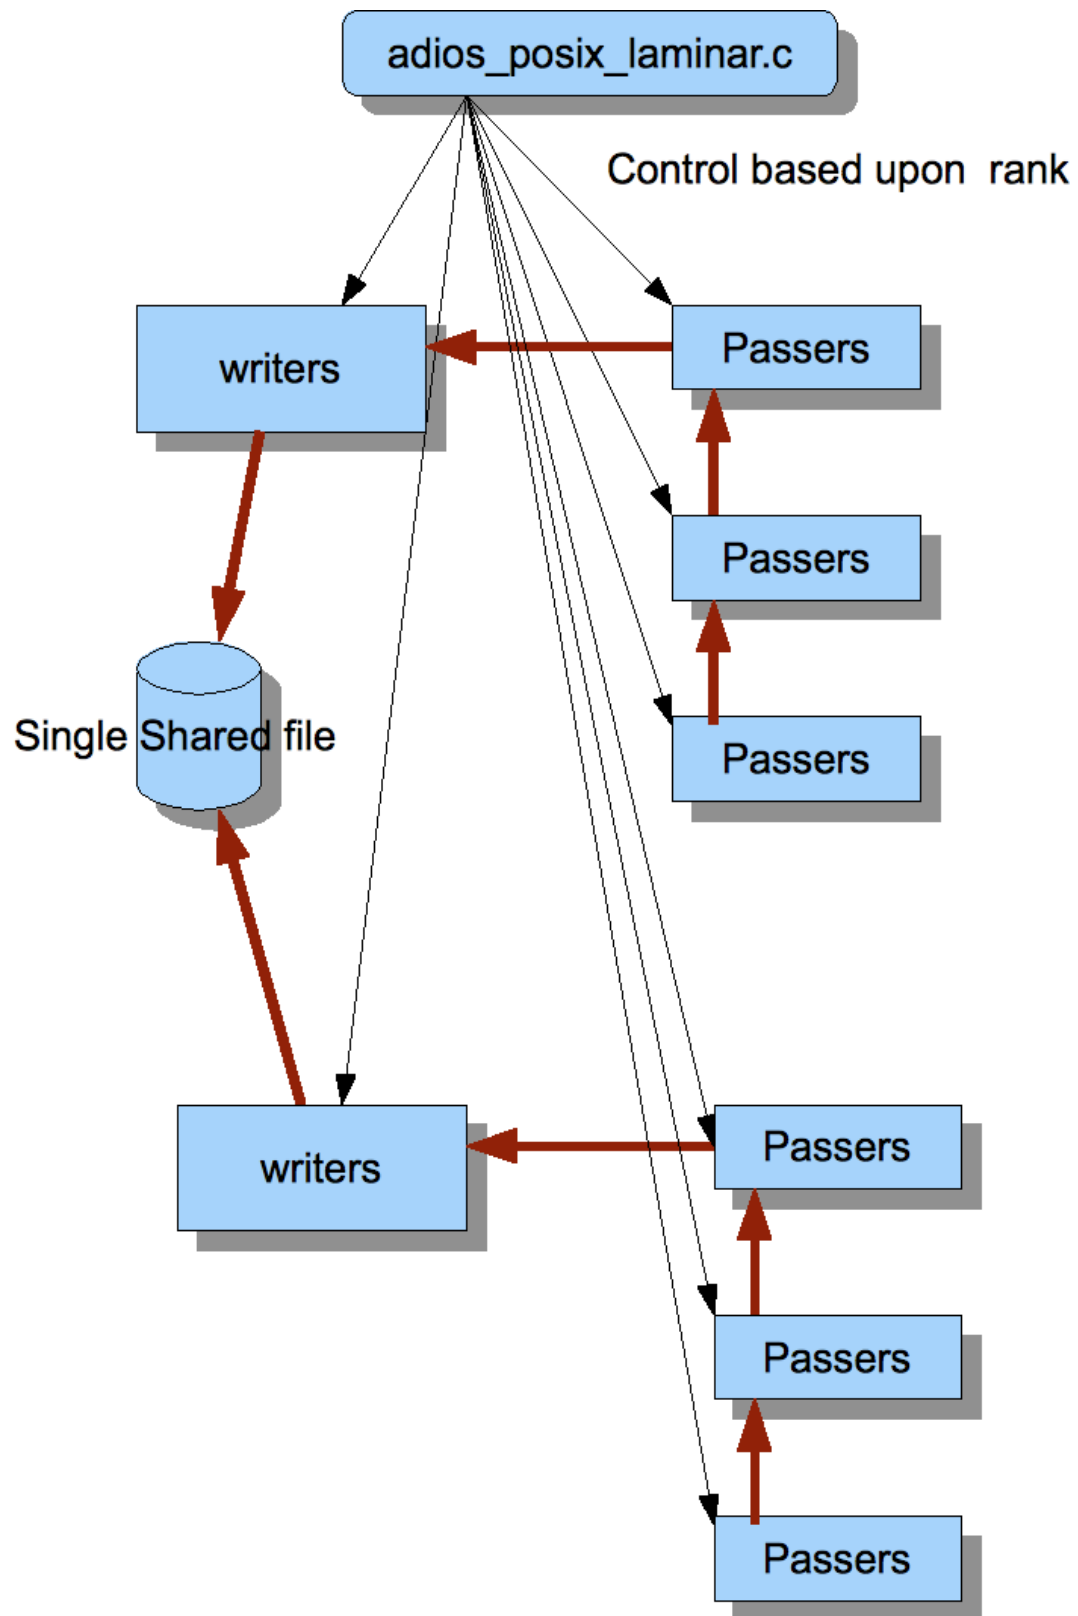 adios_posix_laminar.c
Control based upon  rank
writers
Passers
Passers
Single Shared file
Passers
writers
Passers
Passers
Passers